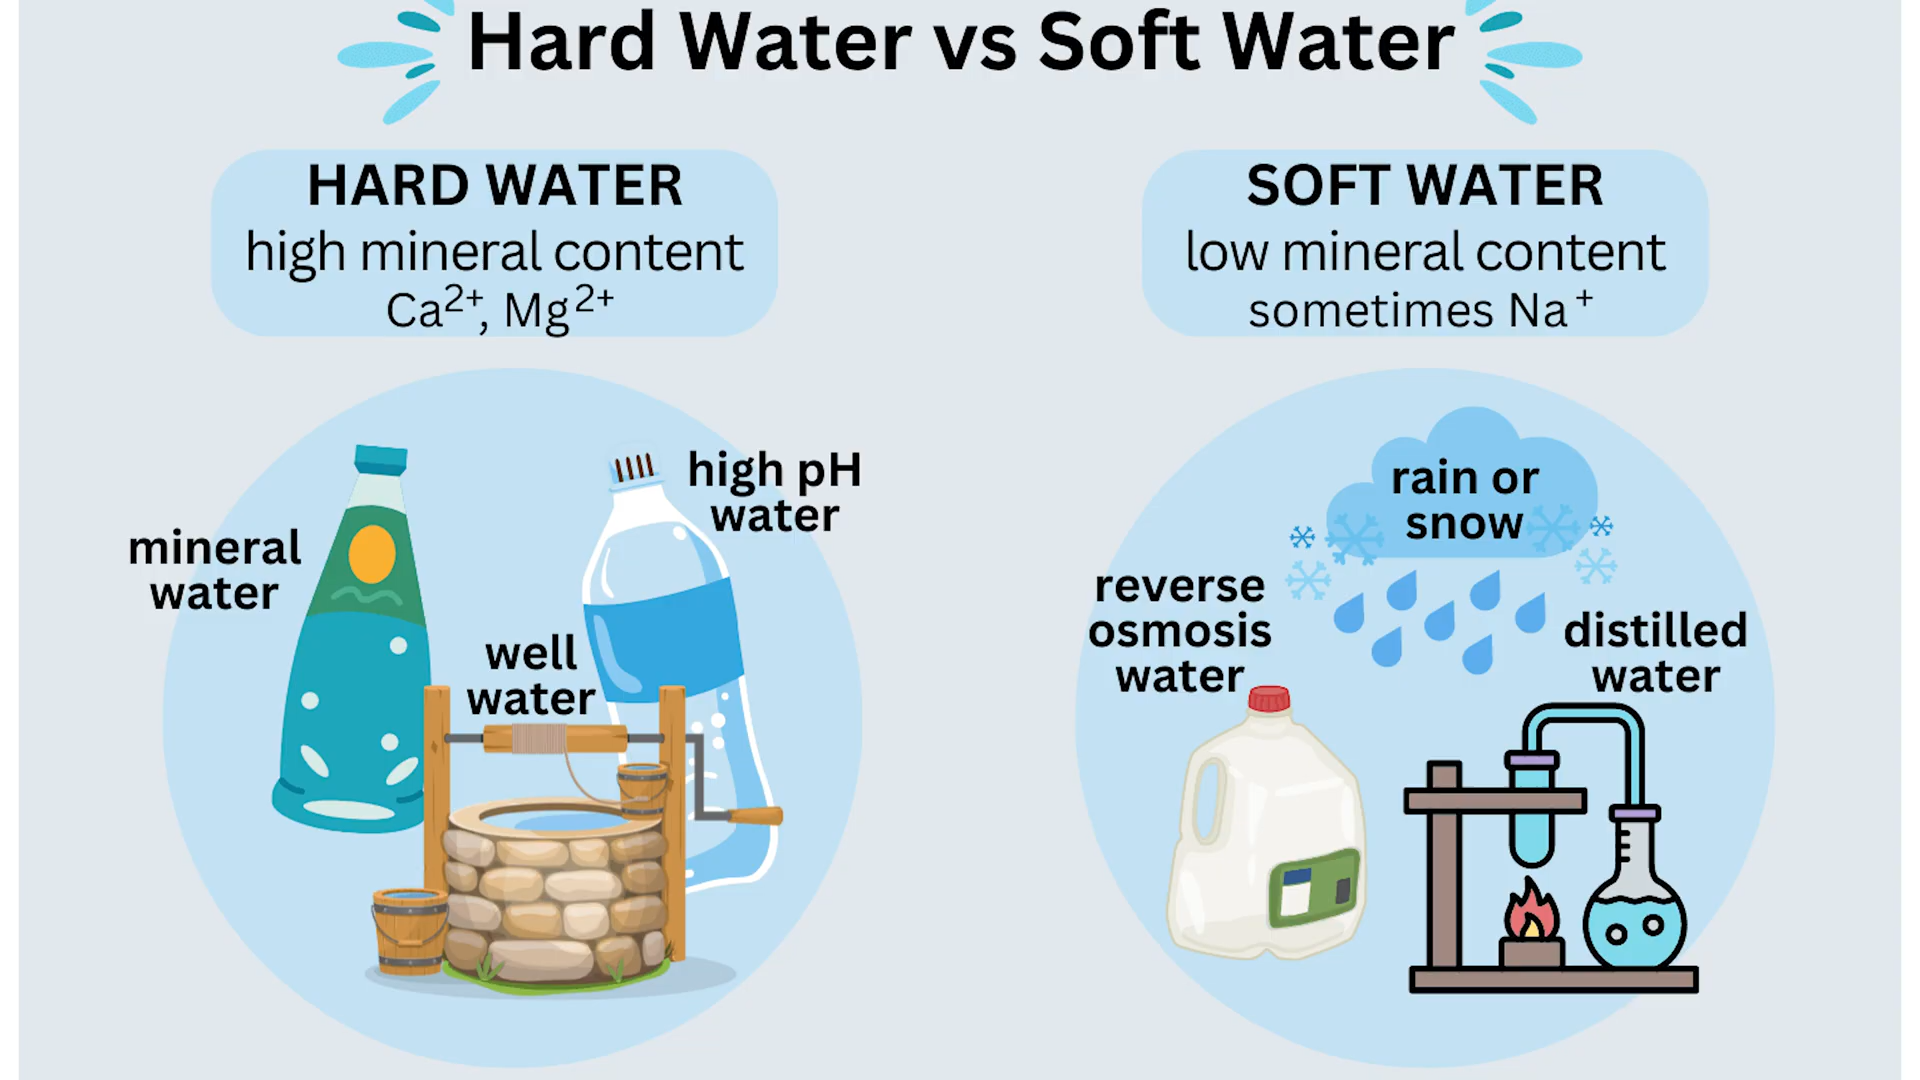 Hard Water vs Soft Water
HARD WATER
high mineral content
Ca²⁺, Mg²⁺
SOFT WATER
low mineral content
sometimes Na⁺
mineral
water
high pH
water
well
water
rain or
snow
reverse
osmosis
water
distilled
water